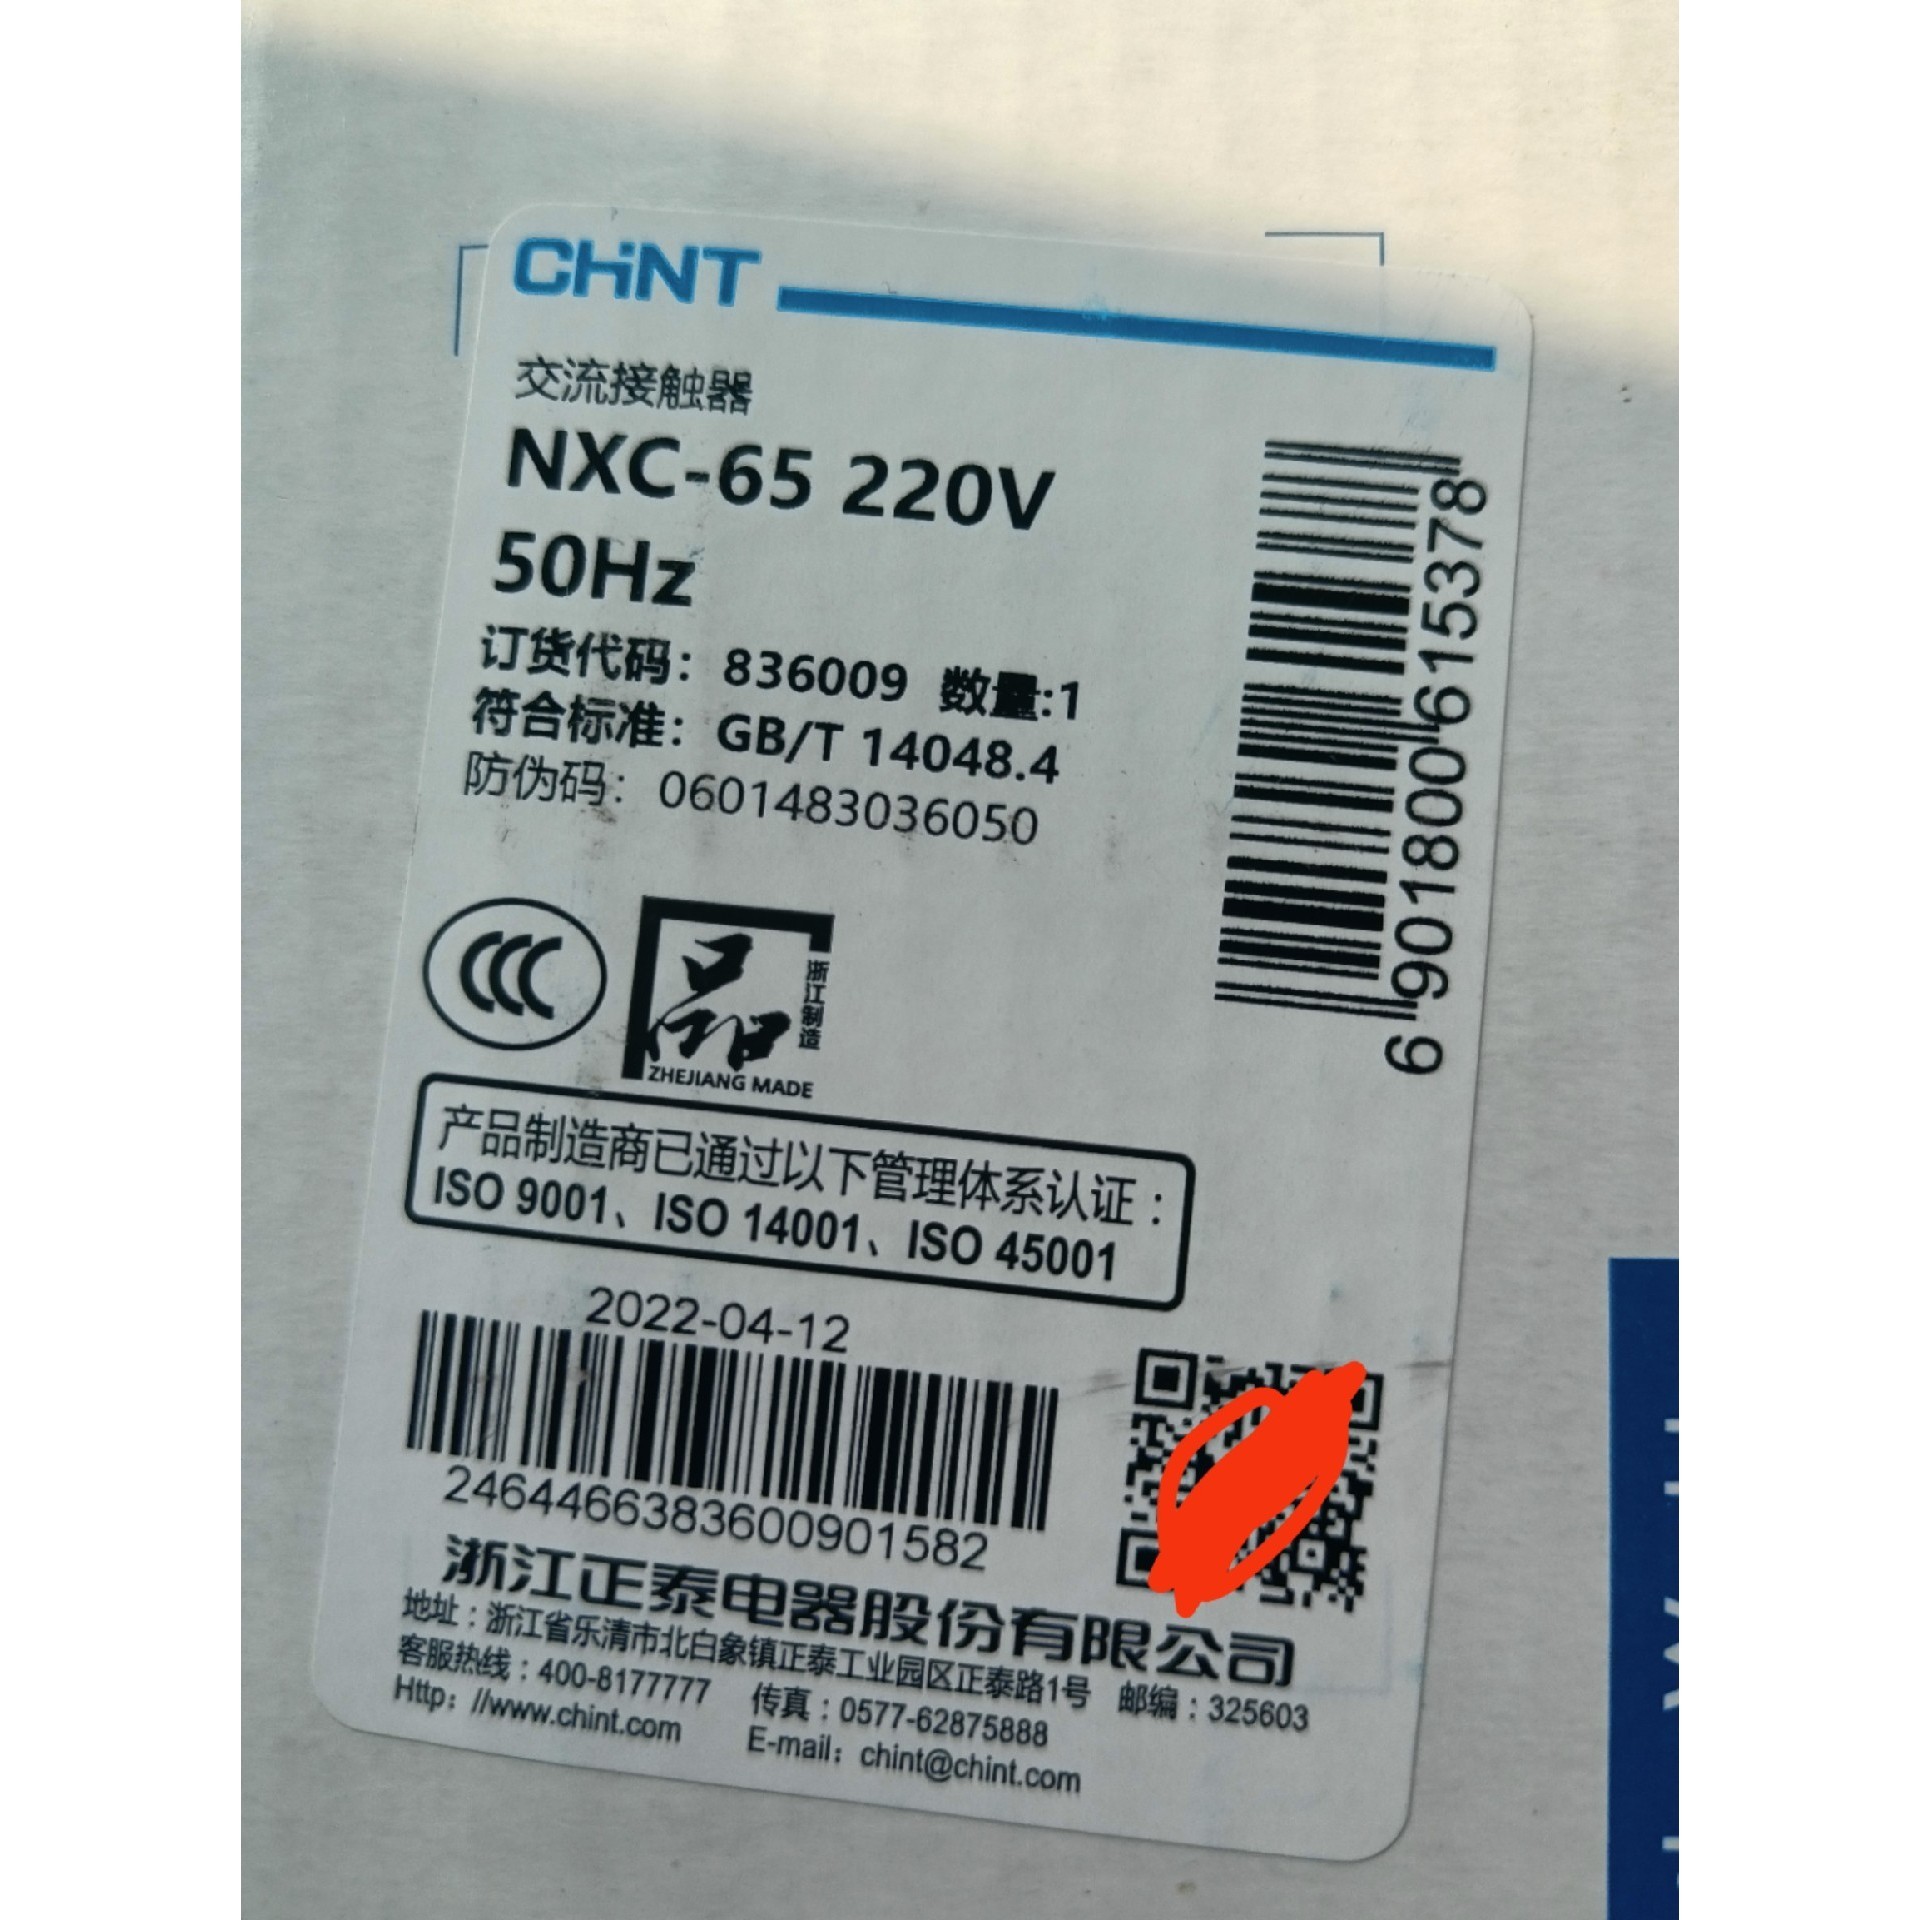 CHiNT
交流接触器
NXC-65 220V
50Hz
订货代码：836009 数量:1
符合标准：GB/T 14048.4
防伪码：0601483036050
6901800615378
品
浙江制造
ZHEJIANG MADE
产品制造商已通过以下管理体系认证：
ISO 9001、ISO 14001、ISO 45001
2022-04-12
2464466383600901582
浙江正泰电器股份有限公司
地址：浙江省乐清市北白象镇正泰工业园区正泰路1号 邮编：325603
客服热线：400-8177777 传真：0577-62875888
Http：//www.chint.com E-mail：chint@chint.com